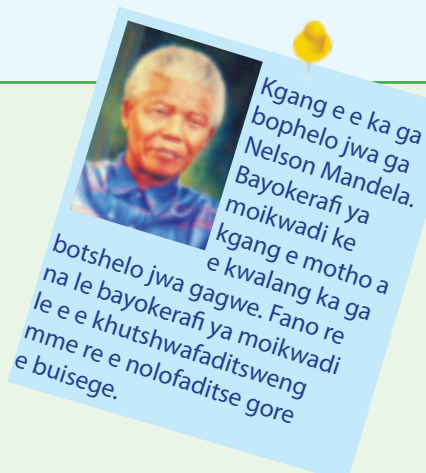 Kgang e e ka ga
bophelo jwa ga
Nelson Mandela.
Bayokerafi ya
moikwadi ke
kgang e motho a
e kwalang ka ga
botshelo jwa gagwe. Fano re
na le bayokerafi ya moikwadi
le e e khutshwafaditsweng
mme re e nolofaditse gore
e buisege.